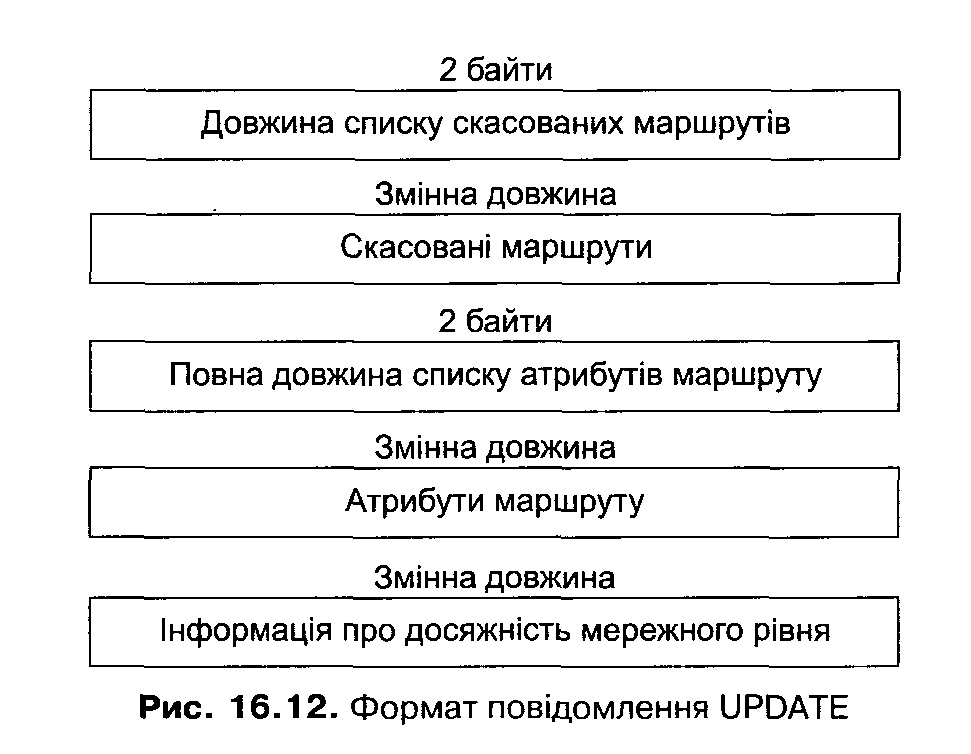 2 байти
Довжина списку скасованих маршрутів
Змінна довжина
Скасовані маршрути
2 байти
Повна довжина списку атрибутів маршруту
Змінна довжина
Атрибути маршруту
Змінна довжина
Інформація про досяжність мережного рівня
Рис. 16.12. Формат повідомлення UPDATE